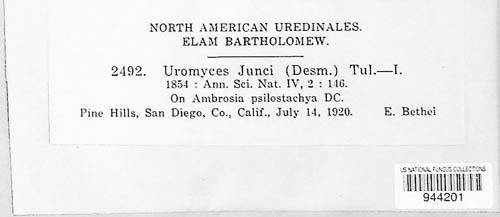 NORTH AMERICAN UREDINALES.
ELAM BARTHOLOMEW.
2492. Uromyces Junci (Desm.) Tul.—I.
1854 : Ann. Sci. Nat. IV, 2 : 146.
On Ambrosia psilostachya DC.
Pine Hills, San Diego, Co., Calif., July 14, 1920. E. Bethel
US NATIONAL FUNGUS COLLECTIONS
944201